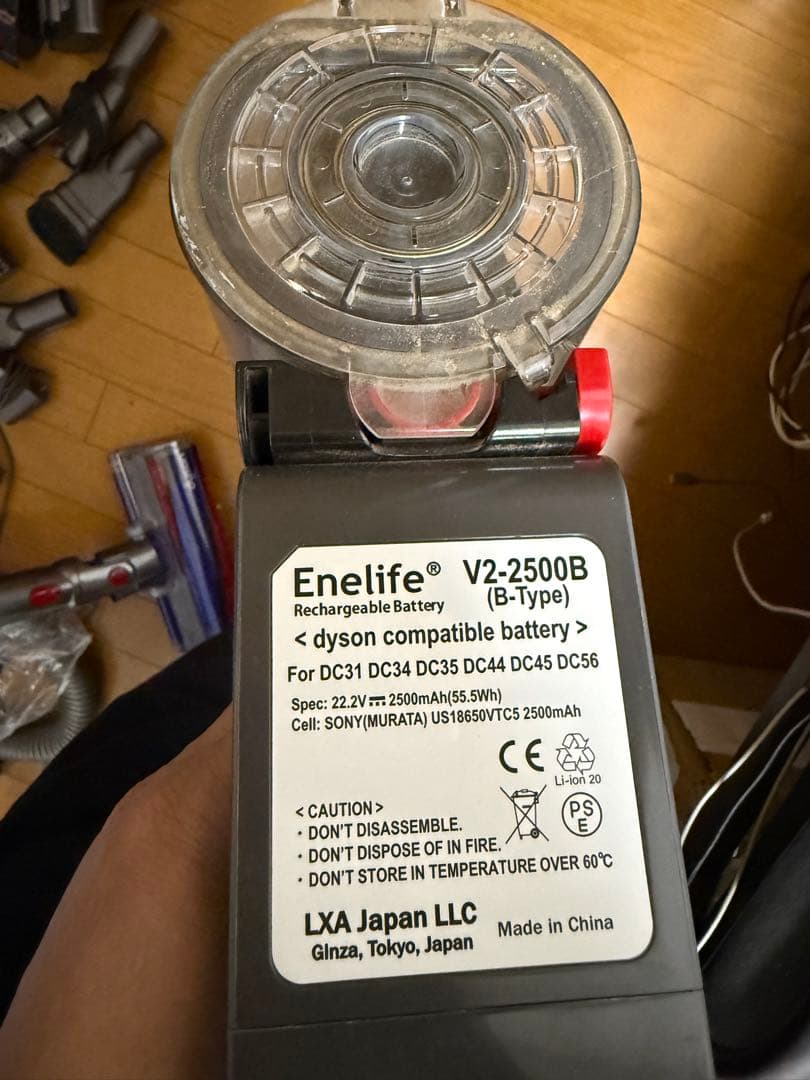 Enelife® V2-2500B
Rechargeable Battery (B-Type)
< dyson compatible battery >
For DC31 DC34 DC35 DC44 DC45 DC56
Spec: 22.2V⎓2500mAh(55.5Wh)
Cell: SONY(MURATA) US18650VTC5 2500mAh
CE
Li-ion 20
PS
E
< CAUTION >
・DON'T DISASSEMBLE.
・DON'T DISPOSE OF IN FIRE.
・DON'T STORE IN TEMPERATURE OVER 60℃
LXA Japan LLC
Ginza, Tokyo, Japan
Made in China